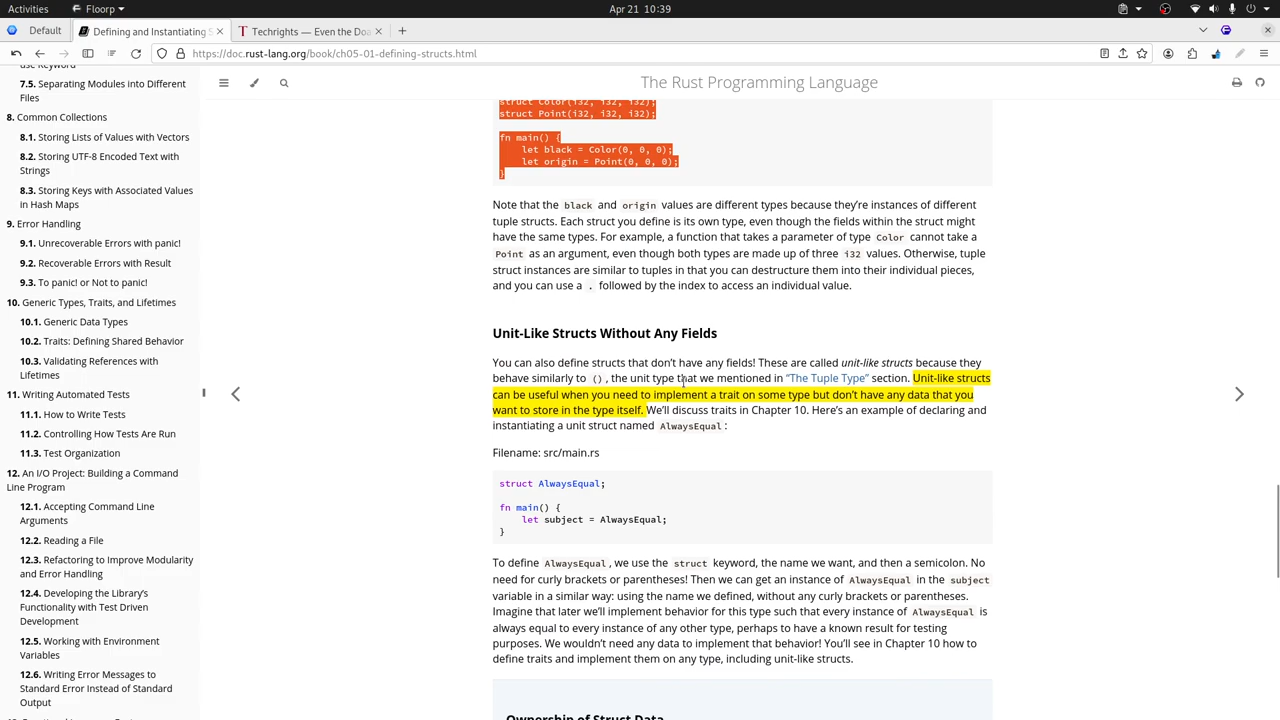 Activities
Floorp
Apr 21 10:39
Default
Defining and Instantiating S
Techrights — Even the Doa
https://doc.rust-lang.org/book/ch05-01-defining-structs.html
use Keyword
7.5. Separating Modules into Different
Files
8. Common Collections
8.1. Storing Lists of Values with Vectors
8.2. Storing UTF-8 Encoded Text with
Strings
8.3. Storing Keys with Associated Values
in Hash Maps
9. Error Handling
9.1. Unrecoverable Errors with panic!
9.2. Recoverable Errors with Result
9.3. To panic! or Not to panic!
10. Generic Types, Traits, and Lifetimes
10.1. Generic Data Types
10.2. Traits: Defining Shared Behavior
10.3. Validating References with
Lifetimes
11. Writing Automated Tests
11.1. How to Write Tests
11.2. Controlling How Tests Are Run
11.3. Test Organization
12. An I/O Project: Building a Command
Line Program
12.1. Accepting Command Line
Arguments
12.2. Reading a File
12.3. Refactoring to Improve Modularity
and Error Handling
12.4. Developing the Library's
Functionality with Test Driven
Development
12.5. Working with Environment
Variables
12.6. Writing Error Messages to
Standard Error Instead of Standard
Output
The Rust Programming Language
struct Color(i32, i32, i32);
struct Point(i32, i32, i32);
fn main() {
let black = Color(0, 0, 0);
let origin = Point(0, 0, 0);
}
Note that the black and origin values are different types because they're instances of different
tuple structs. Each struct you define is its own type, even though the fields within the struct might
have the same types. For example, a function that takes a parameter of type Color cannot take a
Point as an argument, even though both types are made up of three i32 values. Otherwise, tuple
struct instances are similar to tuples in that you can destructure them into their individual pieces,
and you can use a . followed by the index to access an individual value.
Unit-Like Structs Without Any Fields
You can also define structs that don't have any fields! These are called unit-like structs because they
behave similarly to (), the unit type that we mentioned in "The Tuple Type" section. Unit-like structs
can be useful when you need to implement a trait on some type but don't have any data that you
want to store in the type itself. We'll discuss traits in Chapter 10. Here's an example of declaring and
instantiating a unit struct named AlwaysEqual:
Filename: src/main.rs
struct AlwaysEqual;
fn main() {
let subject = AlwaysEqual;
}
To define AlwaysEqual, we use the struct keyword, the name we want, and then a semicolon. No
need for curly brackets or parentheses! Then we can get an instance of AlwaysEqual in the subject
variable in a similar way: using the name we defined, without any curly brackets or parentheses.
Imagine that later we'll implement behavior for this type such that every instance of AlwaysEqual is
always equal to every instance of any other type, perhaps to have a known result for testing
purposes. We wouldn't need any data to implement that behavior! You'll see in Chapter 10 how to
define traits and implement them on any type, including unit-like structs.
Ownership of Struct Data